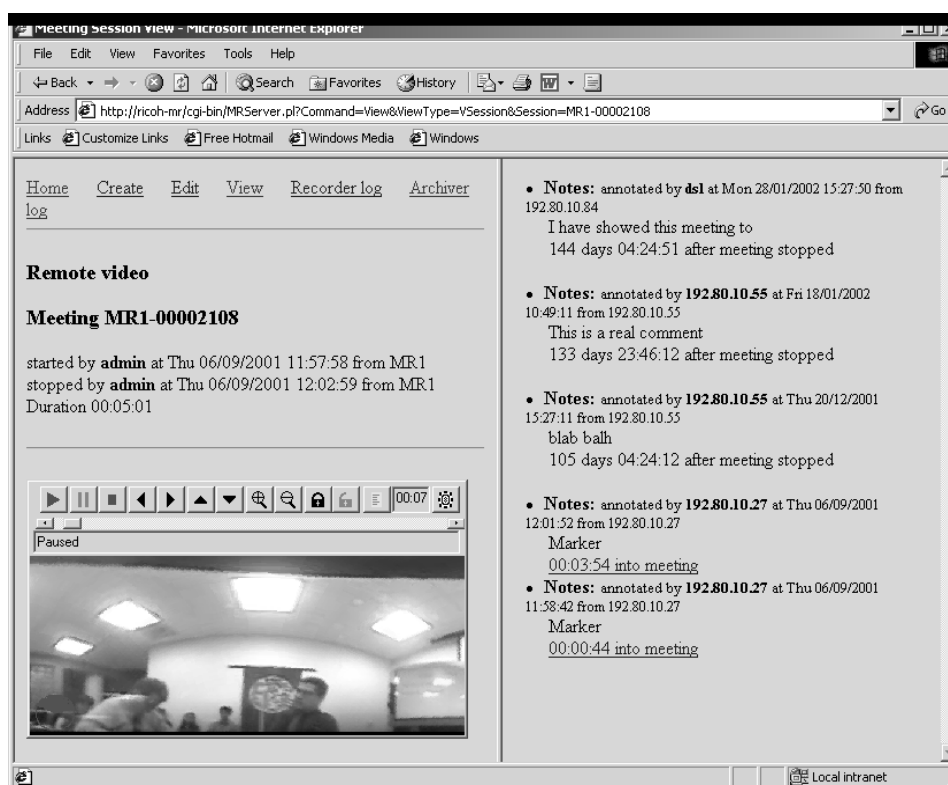 Meeting Session View - Microsoft Internet Explorer
File Edit View Favorites Tools Help
Back Search Favorites History
Address http://ricoh-mr/cgi-bin/MRServer.pl?Command=View&ViewType=VSession&Session=MR1-00002108 Go
Links Customize Links Free Hotmail Windows Media Windows
Home Create Edit View Recorder log Archiver
log
Remote video
Meeting MR1-00002108
started by admin at Thu 06/09/2001 11:57:58 from MR1
stopped by admin at Thu 06/09/2001 12:02:59 from MR1
Duration 00:05:01
00:07
Paused
• Notes: annotated by dsl at Mon 28/01/2002 15:27:50 from
192.80.10.84
I have showed this meeting to
144 days 04:24:51 after meeting stopped
• Notes: annotated by 192.80.10.55 at Fri 18/01/2002
10:49:11 from 192.80.10.55
This is a real comment
133 days 23:46:12 after meeting stopped
• Notes: annotated by 192.80.10.55 at Thu 20/12/2001
15:27:11 from 192.80.10.55
blab balh
105 days 04:24:12 after meeting stopped
• Notes: annotated by 192.80.10.27 at Thu 06/09/2001
12:01:52 from 192.80.10.27
Marker
00:03:54 into meeting
• Notes: annotated by 192.80.10.27 at Thu 06/09/2001
11:58:42 from 192.80.10.27
Marker
00:00:44 into meeting
Local intranet